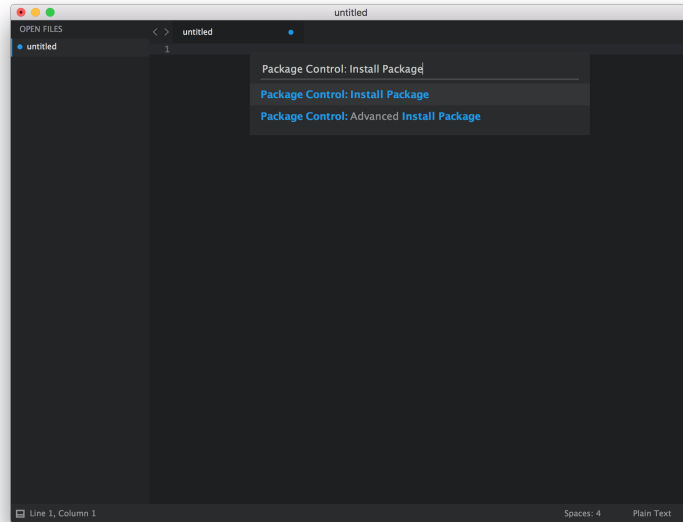 untitled
OPEN FILES
untitled
untitled
1
Package Control: Install Package
Package Control: Install Package
Package Control: Advanced Install Package
Line 1, Column 1
Spaces: 4
Plain Text